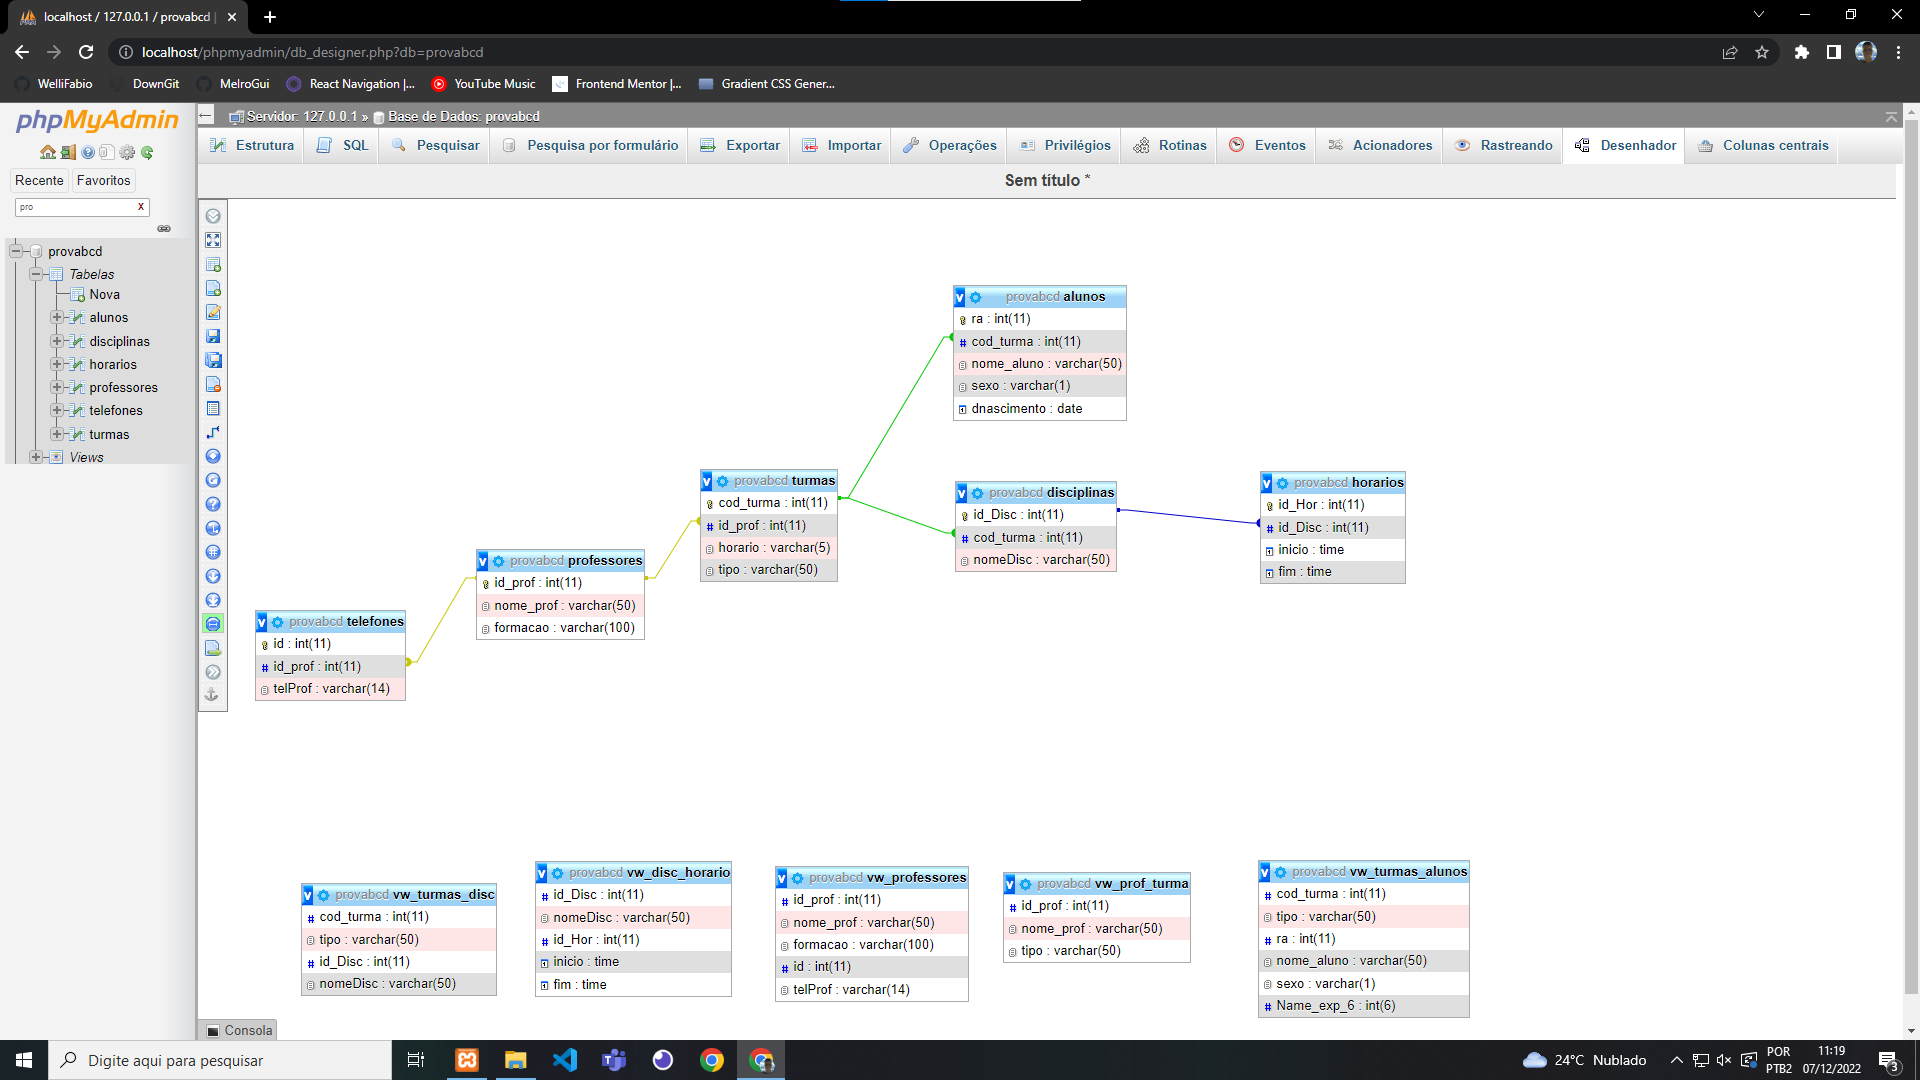 localhost / 127.0.0.1 / provabcd |
localhost/phpmyadmin/db_designer.php?db=provabcd
WelliFabio
DownGit
MelroGui
React Navigation |...
YouTube Music
Frontend Mentor |...
Gradient CSS Gener...
phpMyAdmin
Recente
Favoritos
pro
X
provabcd
Tabelas
Nova
alunos
disciplinas
horarios
professores
telefones
turmas
Views
Servidor: 127.0.0.1 » Base de Dados: provabcd
Estrutura
SQL
Pesquisar
Pesquisa por formulário
Exportar
Importar
Operações
Privilégios
Rotinas
Eventos
Acionadores
Rastreando
Desenhador
Colunas centrais
Sem título *
v provabcd alunos
ra : int(11)
# cod_turma : int(11)
nome_aluno : varchar(50)
sexo : varchar(1)
dnascimento : date
v provabcd turmas
cod_turma : int(11)
# id_prof : int(11)
horario : varchar(5)
tipo : varchar(50)
v provabcd disciplinas
id_Disc : int(11)
# cod_turma : int(11)
nomeDisc : varchar(50)
v provabcd horarios
id_Hor : int(11)
# id_Disc : int(11)
inicio : time
fim : time
v provabcd professores
id_prof : int(11)
nome_prof : varchar(50)
formacao : varchar(100)
v provabcd telefones
id : int(11)
# id_prof : int(11)
telProf : varchar(14)
v provabcd vw_turmas_disc
# cod_turma : int(11)
tipo : varchar(50)
# id_Disc : int(11)
nomeDisc : varchar(50)
v provabcd vw_disc_horario
# id_Disc : int(11)
nomeDisc : varchar(50)
# id_Hor : int(11)
inicio : time
fim : time
v provabcd vw_professores
# id_prof : int(11)
nome_prof : varchar(50)
formacao : varchar(100)
# id : int(11)
telProf : varchar(14)
v provabcd vw_prof_turma
# id_prof : int(11)
nome_prof : varchar(50)
tipo : varchar(50)
v provabcd vw_turmas_alunos
# cod_turma : int(11)
tipo : varchar(50)
# ra : int(11)
nome_aluno : varchar(50)
sexo : varchar(1)
# Name_exp_6 : int(6)
Consola
Digite aqui para pesquisar
24°C Nublado
POR
PTB2
11:19
07/12/2022
3